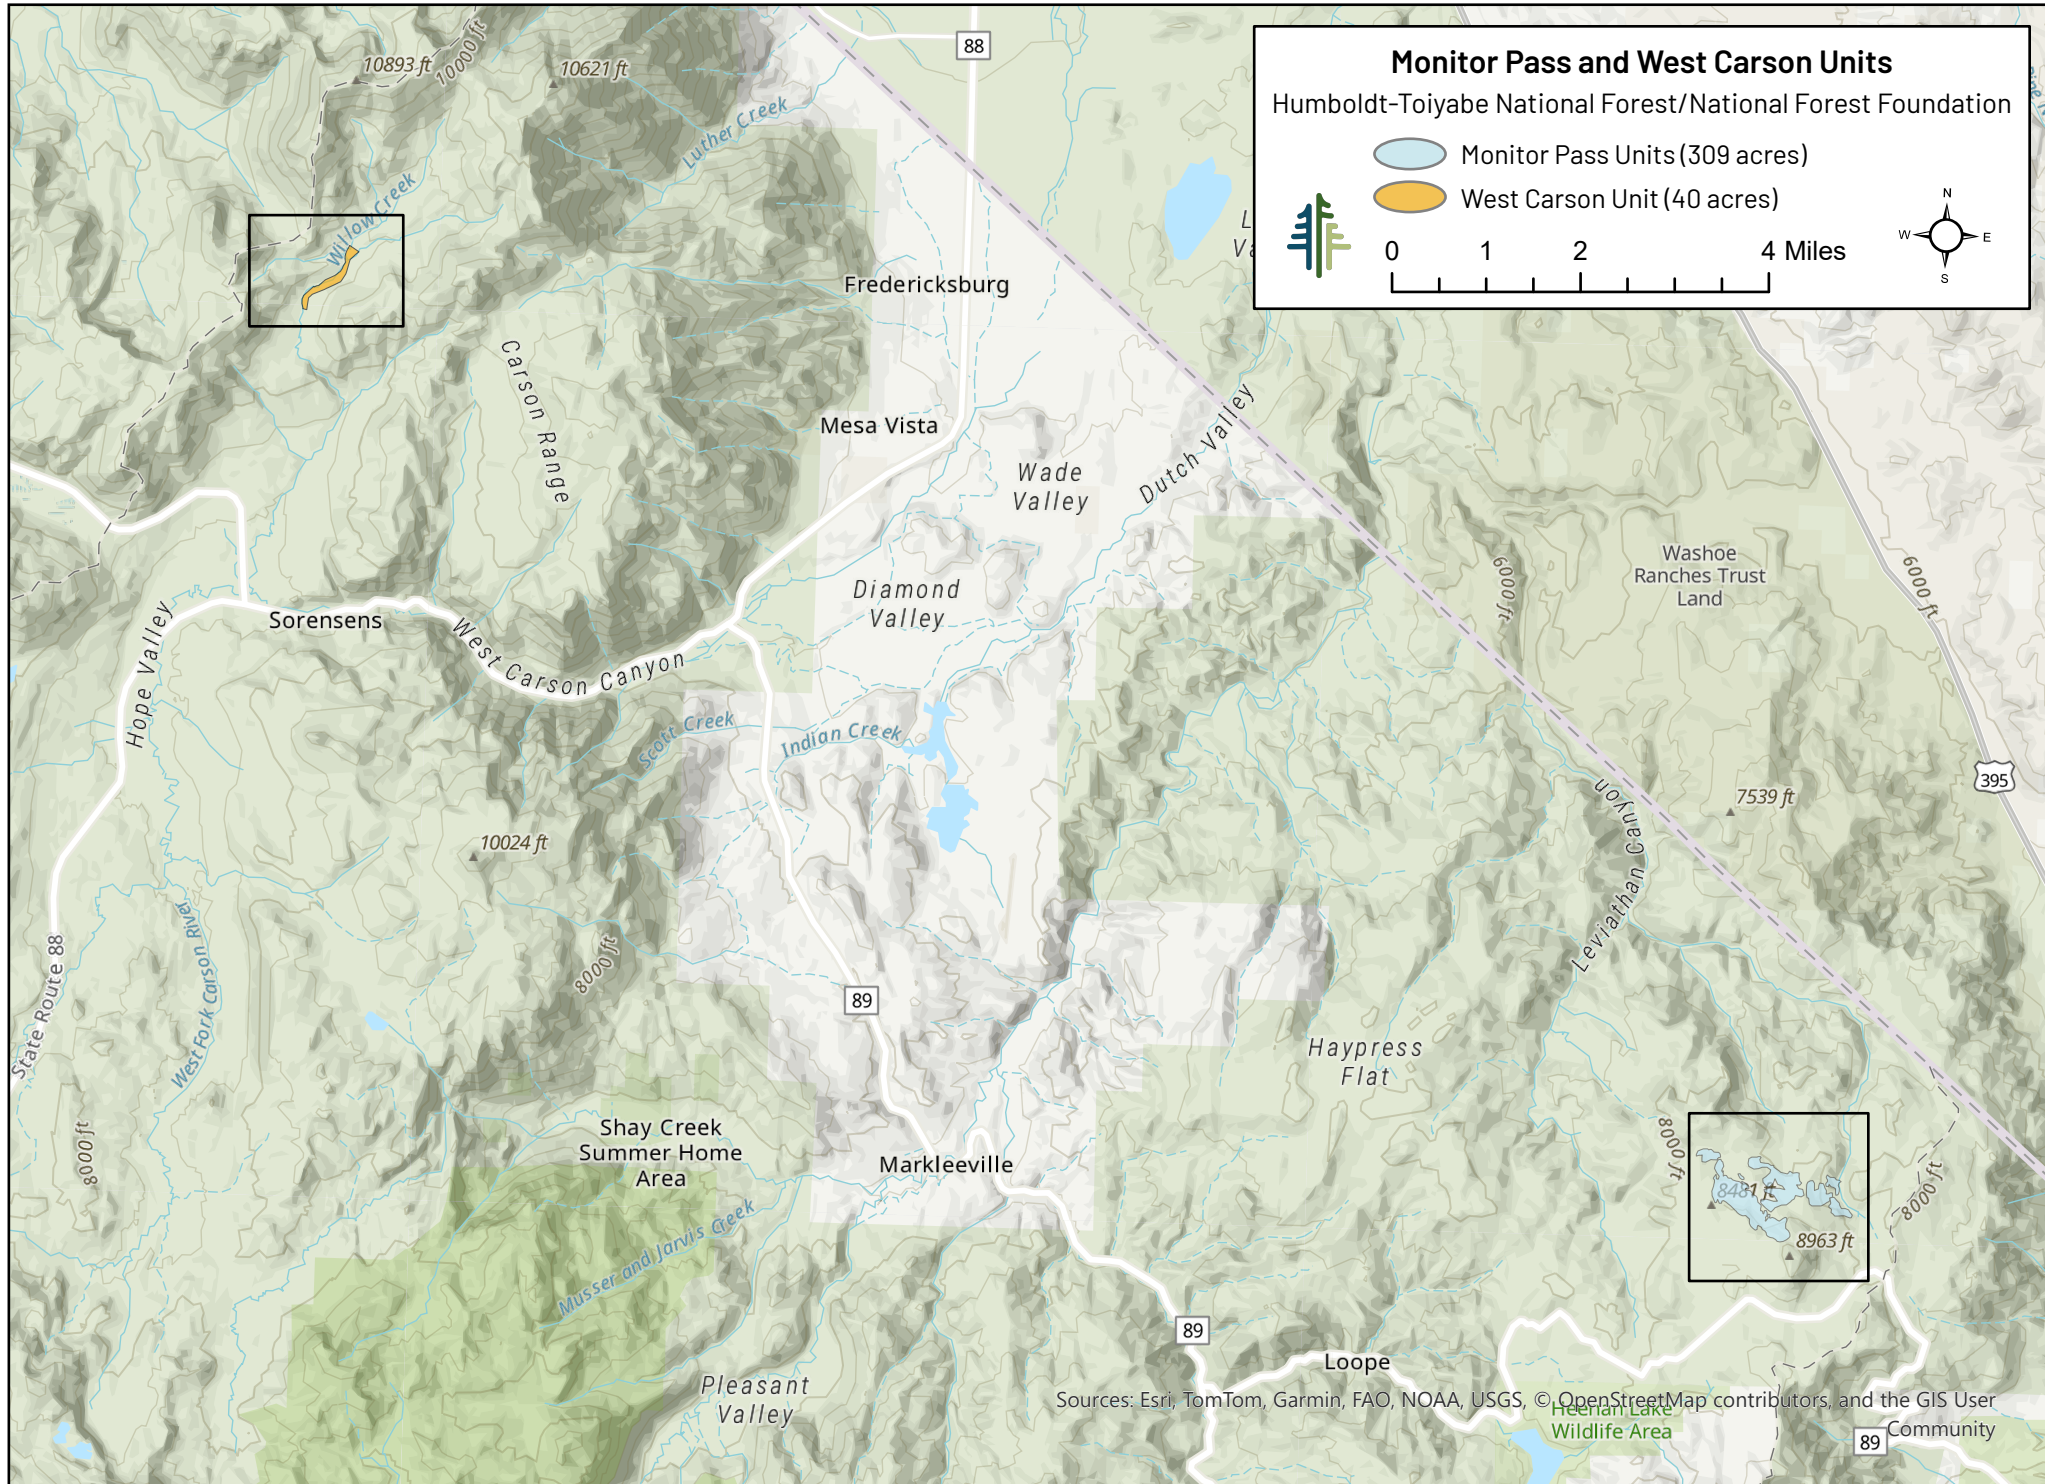 Monitor Pass and West Carson Units
Humboldt-Toiyabe National Forest/National Forest Foundation
Monitor Pass Units (309 acres)
West Carson Unit (40 acres)
0 1 2 4 Miles
N
W E
S
10893 ft
10000 ft
10621 ft
88
Luther Creek
Willow Creek
Fredericksburg
Carson Range
Mesa Vista
Wade
Valley
Dutch Valley
6000 ft
Washoe
Ranches Trust
Land
6000 ft
Diamond
Valley
Sorensens
Hope Valley
West Carson Canyon
Scott Creek
Indian Creek
395
7539 ft
Leviathan Canyon
10024 ft
8000 ft
West Fork Carson River
State Route 88
89
Haypress
Flat
8000 ft
Shay Creek
Summer Home
Area
Markleeville
8000 ft
8481 ft
8000 ft
8963 ft
Musser and Jarvis Creek
89
Loope
Pleasant
Valley
Sources: Esri, TomTom, Garmin, FAO, NOAA, USGS, © OpenStreetMap contributors, and the GIS User
Community
Heenan Lake
Wildlife Area
89